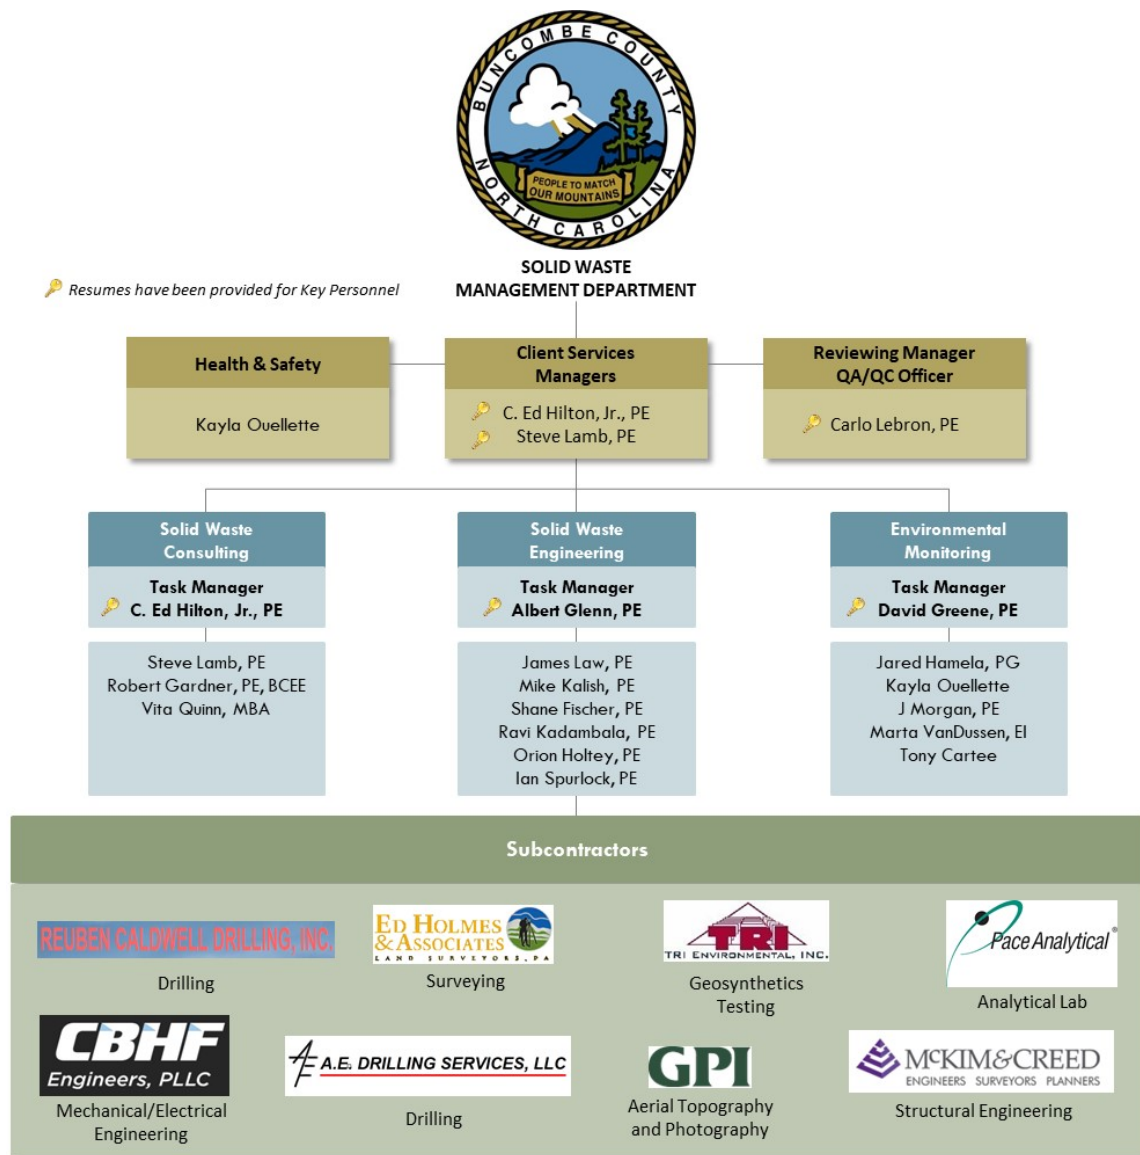 BUNCOMBE COUNTY
NORTH CAROLINA
PEOPLE TO MATCH
OUR MOUNTAINS
SOLID WASTE
MANAGEMENT DEPARTMENT
Resumes have been provided for Key Personnel
Health & Safety
Kayla Ouellette
Client Services
Managers
C. Ed Hilton, Jr., PE
Steve Lamb, PE
Reviewing Manager
QA/QC Officer
Carlo Lebron, PE
Solid Waste
Consulting
Task Manager
C. Ed Hilton, Jr., PE
Steve Lamb, PE
Robert Gardner, PE, BCEE
Vita Quinn, MBA
Solid Waste
Engineering
Task Manager
Albert Glenn, PE
James Law, PE
Mike Kalish, PE
Shane Fischer, PE
Ravi Kadambala, PE
Orion Holtey, PE
Ian Spurlock, PE
Environmental
Monitoring
Task Manager
David Greene, PE
Jared Hamela, PG
Kayla Ouellette
J Morgan, PE
Marta VanDussen, EI
Tony Cartee
Subcontractors
REUBEN CALDWELL DRILLING, INC.
Drilling
ED HOLMES
& ASSOCIATES
LAND SURVEYORS, PA
Surveying
TRI
TRI ENVIRONMENTAL, INC.
Geosynthetics
Testing
Pace Analytical®
Analytical Lab
CBHF
Engineers, PLLC
Mechanical/Electrical
Engineering
A.E. DRILLING SERVICES, LLC
Drilling
GPI
Aerial Topography
and Photography
MCKIM&CREED
ENGINEERS SURVEYORS PLANNERS
Structural Engineering